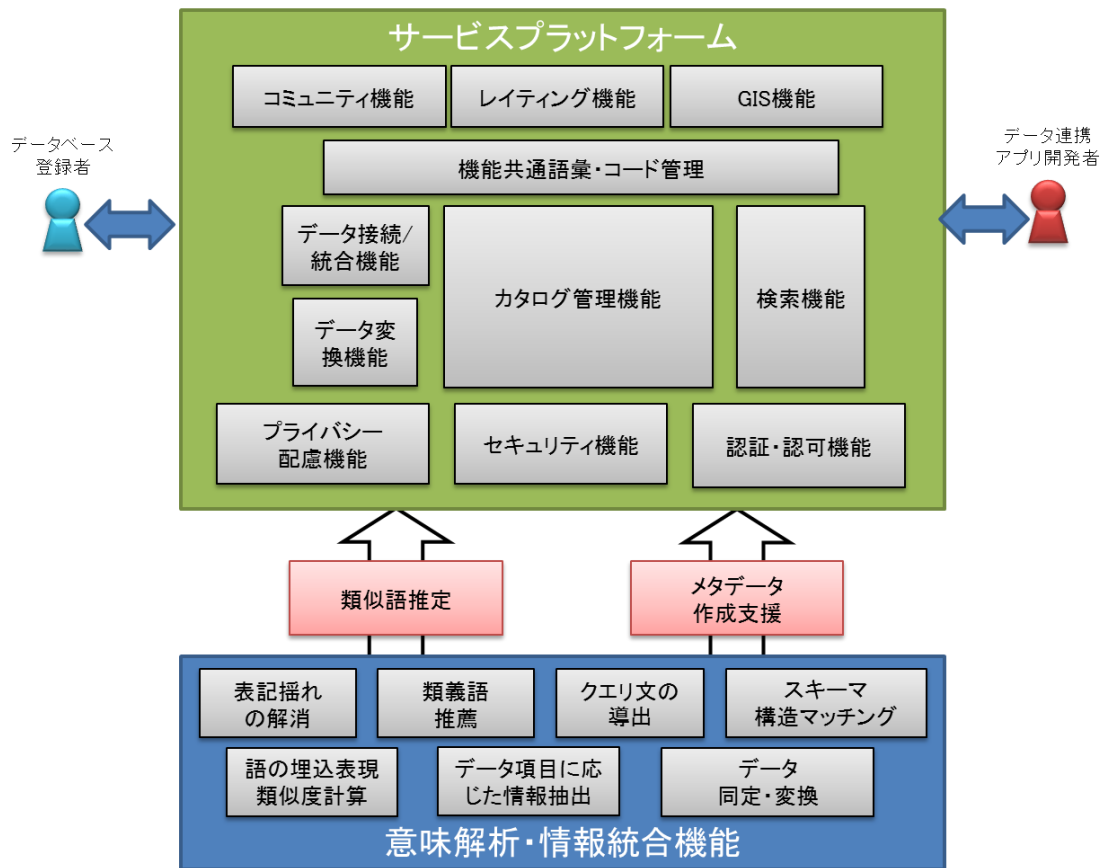 サービスプラットフォーム
コミュニティ機能
レイティング機能
GIS機能
データベース
登録者
データ連携
アプリ開発者
機能共通語彙・コード管理
データ接続/
統合機能
カタログ管理機能
検索機能
データ変
換機能
プライバシー
配慮機能
セキュリティ機能
認証・認可機能
類似語推定
メタデータ
作成支援
表記揺れ
の解消
類義語
推薦
クエリ文の
導出
スキーマ
構造マッチング
語の埋込表現
類似度計算
データ項目に応
じた情報抽出
データ
同定・変換
意味解析・情報統合機能